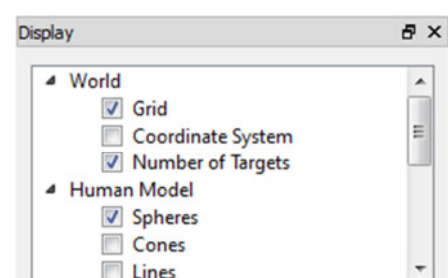 Display
World
Grid
Coordinate System
Number of Targets
Human Model
Spheres
Cones
Lines